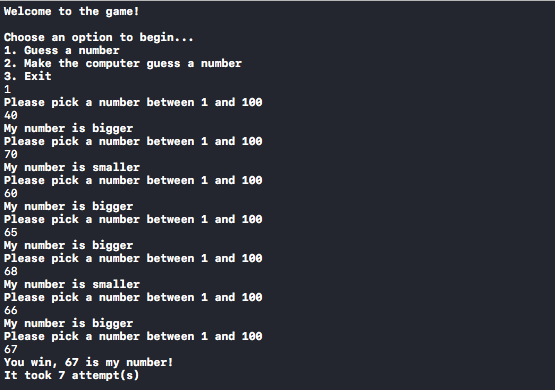 Welcome to the game!
Choose an option to begin...
1. Guess a number
2. Make the computer guess a number
3. Exit
1
Please pick a number between 1 and 100
40
My number is bigger
Please pick a number between 1 and 100
70
My number is smaller
Please pick a number between 1 and 100
60
My number is bigger
Please pick a number between 1 and 100
65
My number is bigger
Please pick a number between 1 and 100
68
My number is smaller
Please pick a number between 1 and 100
66
My number is bigger
Please pick a number between 1 and 100
67
You win, 67 is my number!
It took 7 attempt(s)